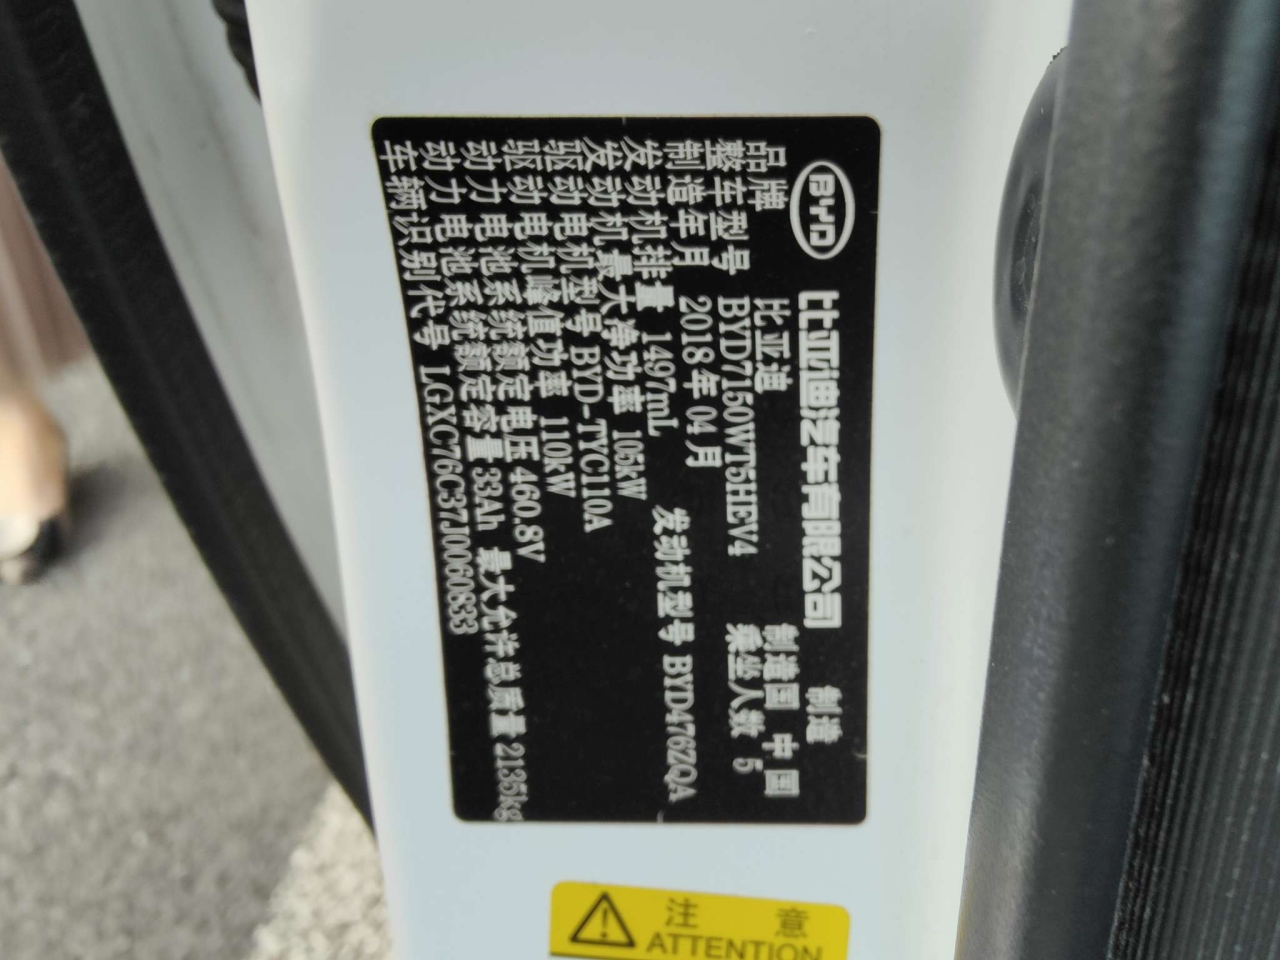 BYD 比亚迪汽车有限公司 制造
品牌 比亚迪 制造国 中国
整车型号 BYD7150WT5HEV4 乘坐人数 5
制造年月 2018年04月
发动机排量 1497mL 发动机型号 BYD476ZQA
发动机最大净功率 105kW
驱动电机型号 BYD-TYC110A
驱动电机峰值功率 110kW
动力电池系统额定电压 460.8V
动力电池系统额定容量 33Ah 最大允许总质量 2135kg
车辆识别代号 LGXC76C37J0060833
注意
ATTENTION